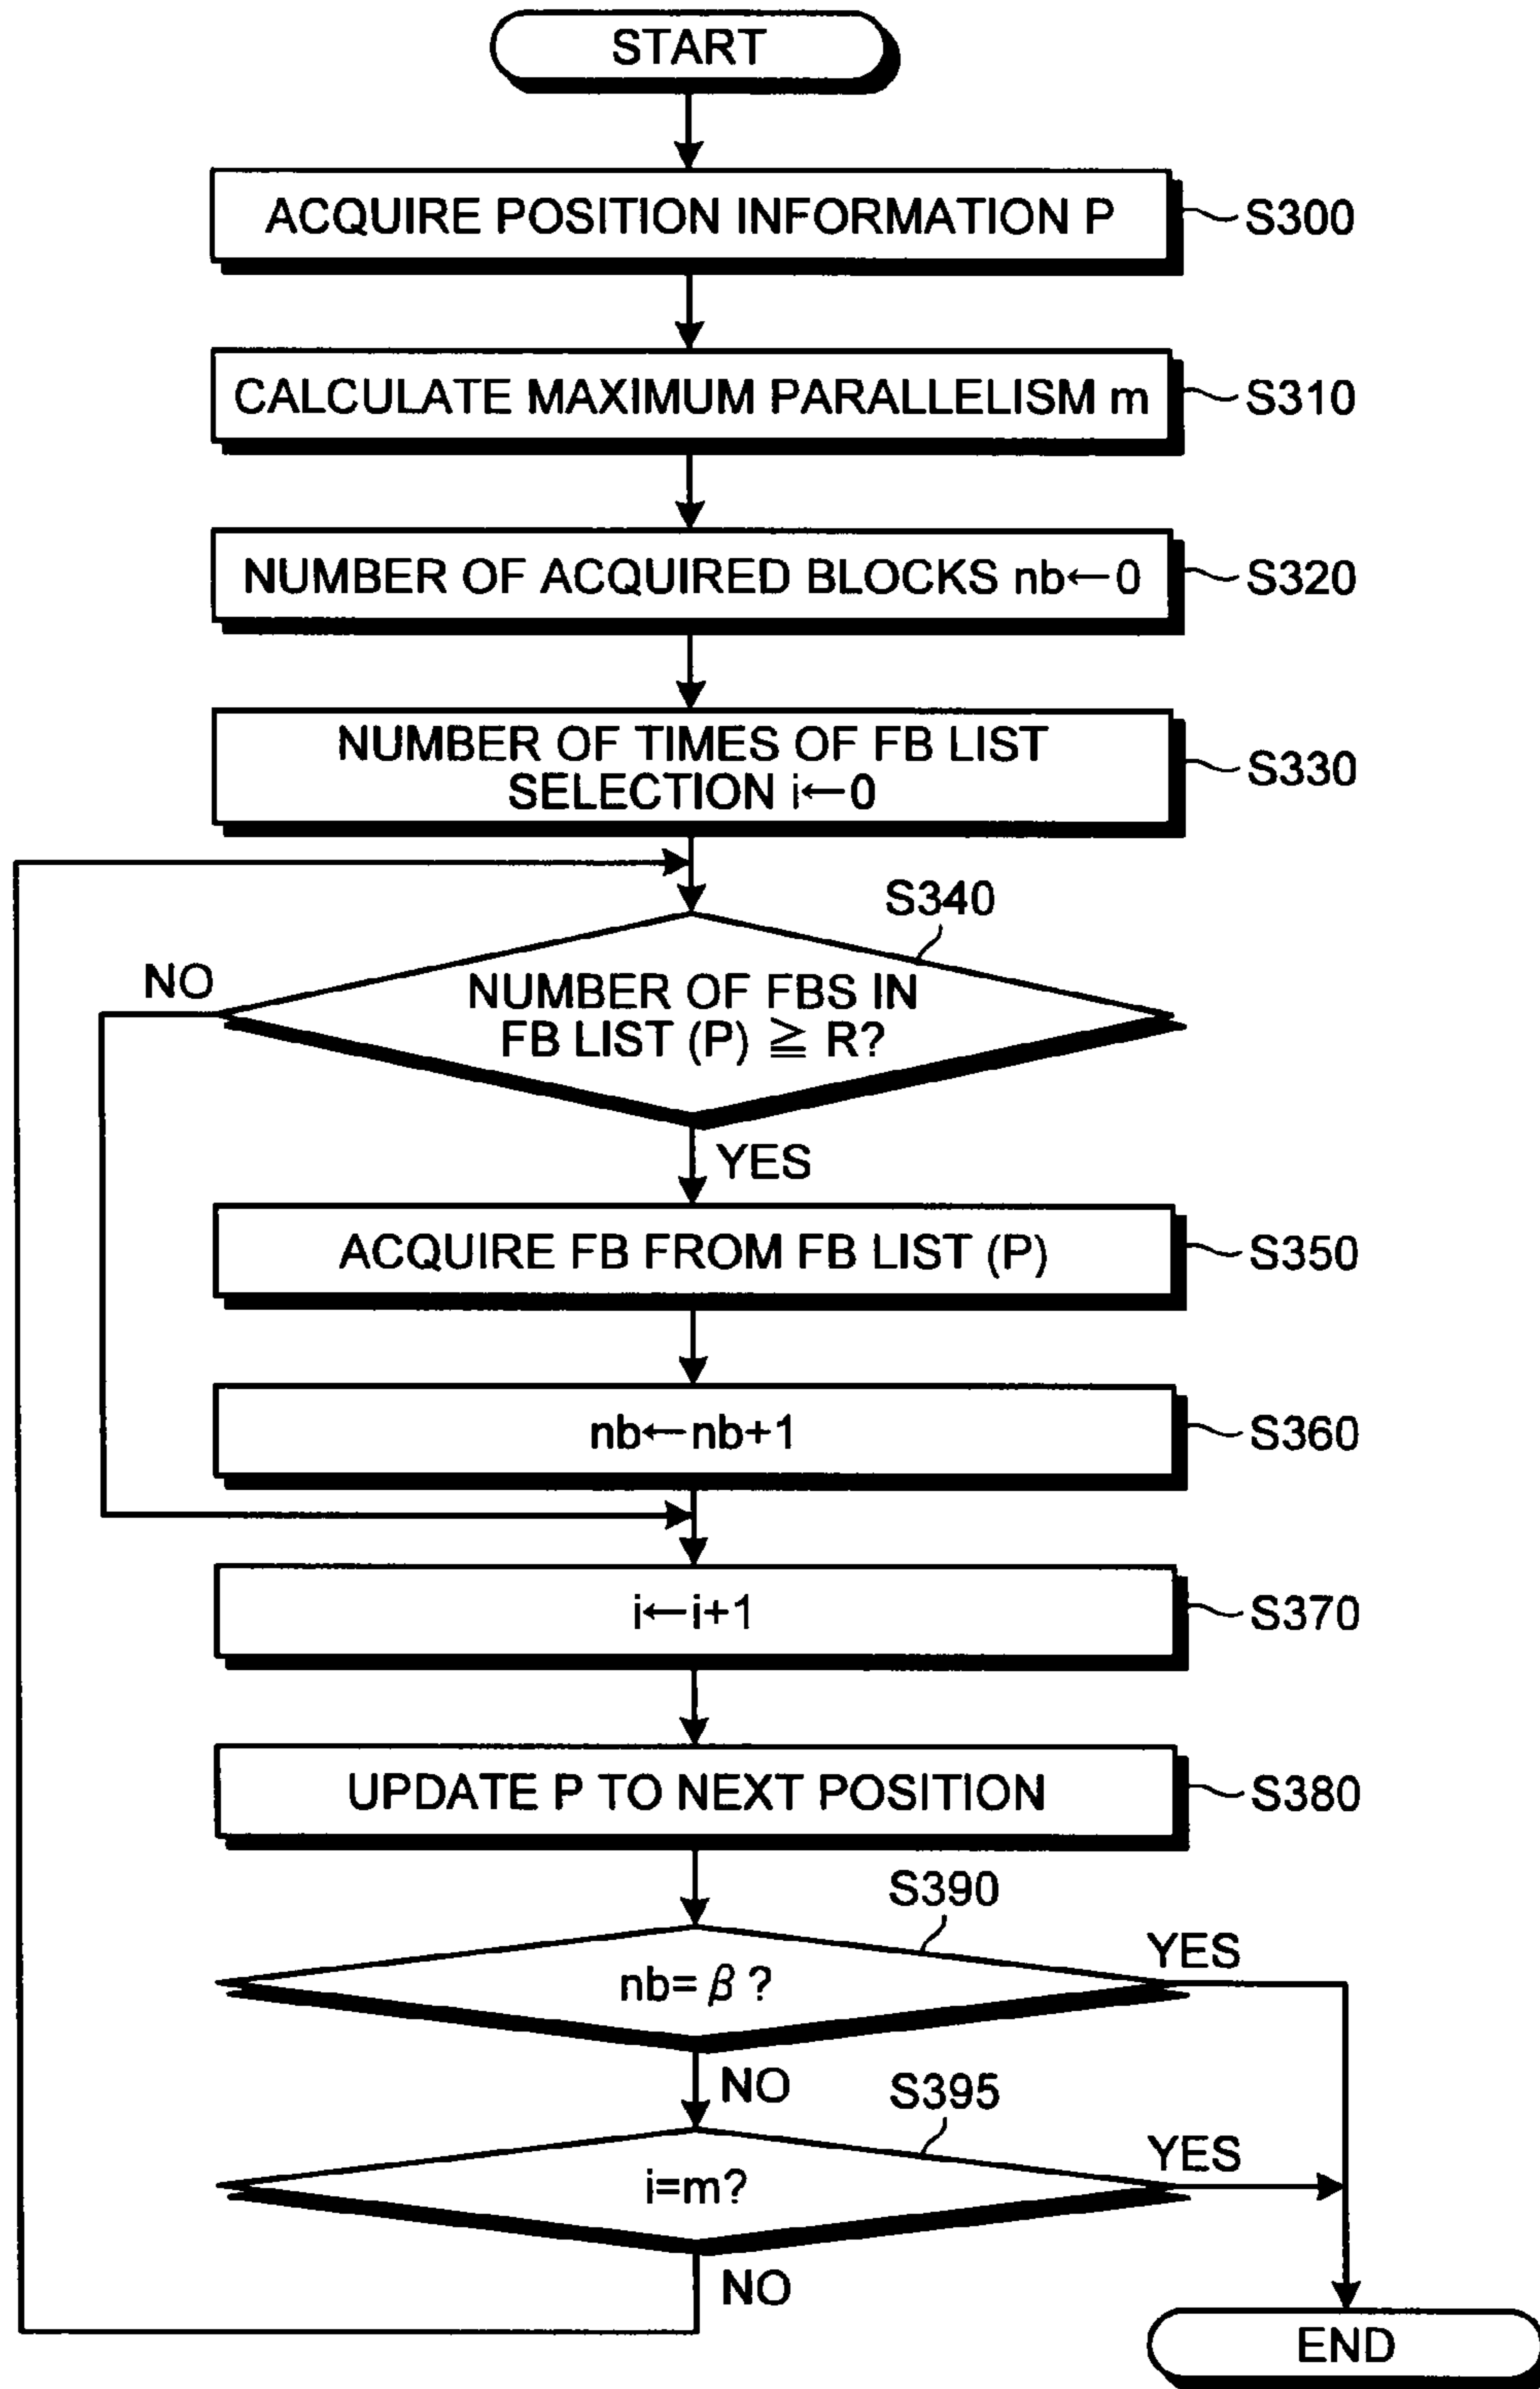 START
ACQUIRE POSITION INFORMATION P
S300
CALCULATE MAXIMUM PARALLELISM m
S310
NUMBER OF ACQUIRED BLOCKS nb←0
S320
NUMBER OF TIMES OF FB LIST
SELECTION i←0
S330
S340
NO
NUMBER OF FBS IN
FB LIST (P) ≧ R?
YES
ACQUIRE FB FROM FB LIST (P)
S350
nb←nb+1
S360
i←i+1
S370
UPDATE P TO NEXT POSITION
S380
S390
YES
nb=β?
NO
S395
YES
i=m?
NO
END